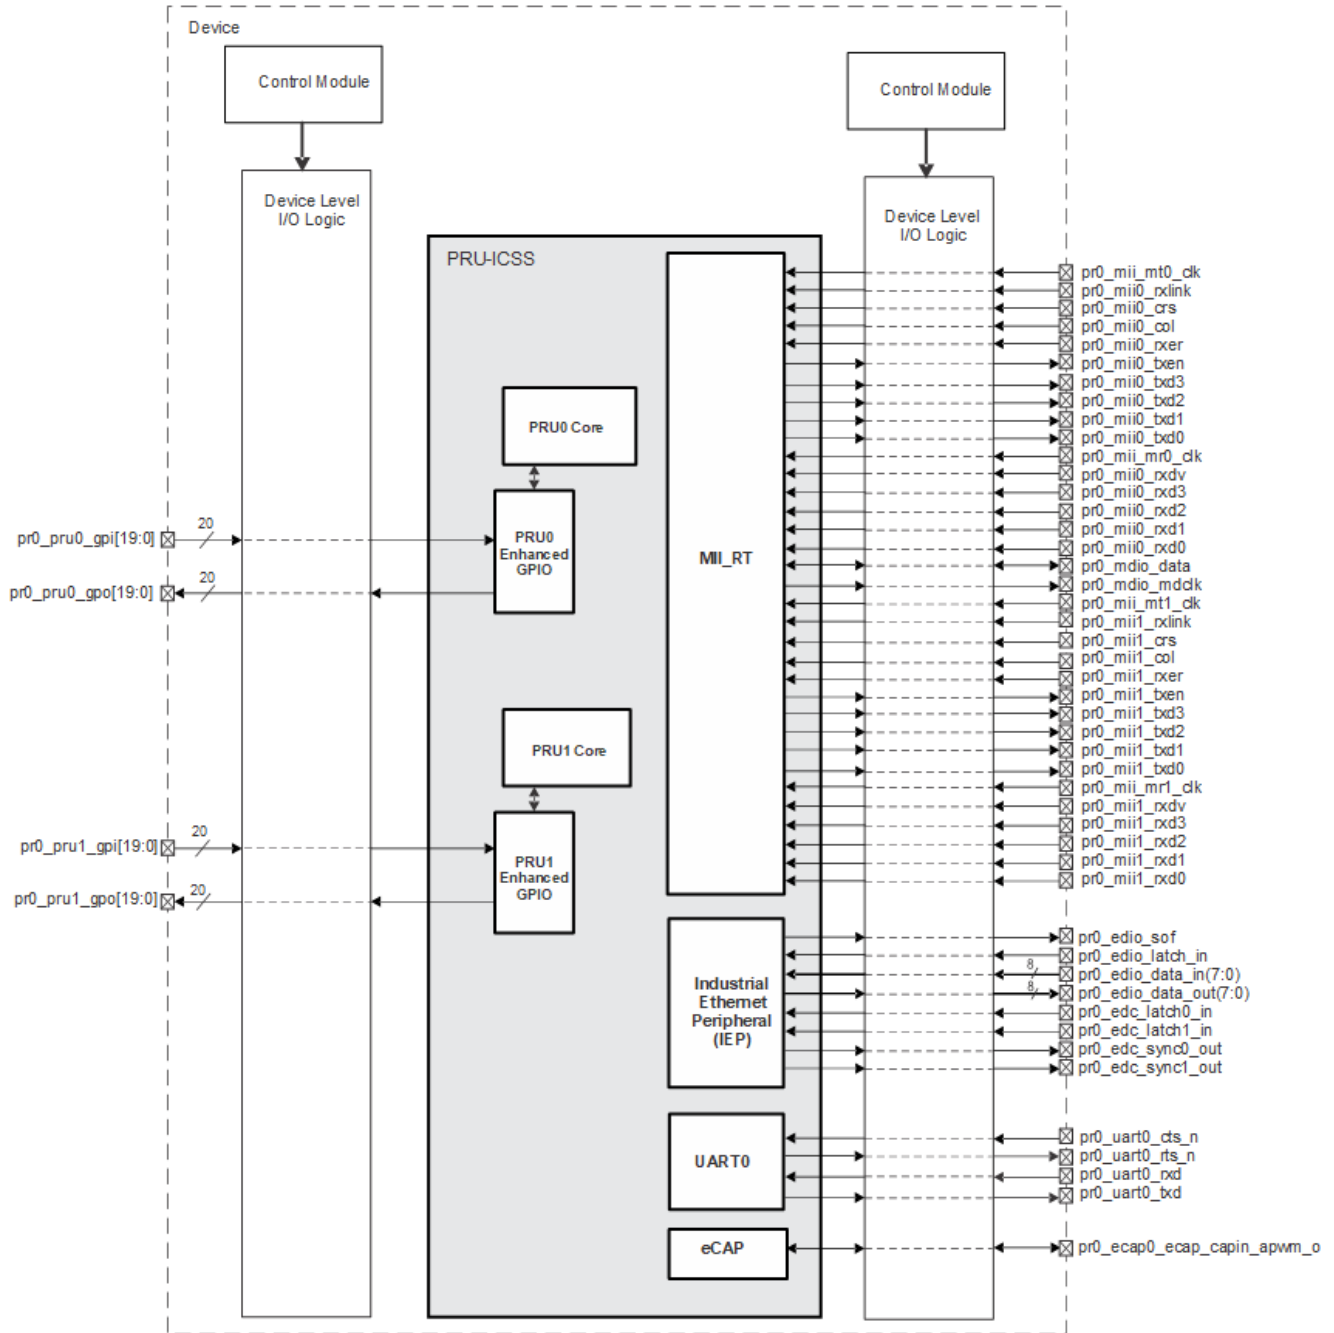 Device
Control Module
Control Module
Device Level
I/O Logic
Device Level
I/O Logic
PRU-ICSS
PRU0 Core
PRU0
Enhanced
GPIO
PRU1 Core
PRU1
Enhanced
GPIO
MII_RT
Industrial
Ethernet
Peripheral
(IEP)
UART0
eCAP
pr0_pru0_gpi[19:0]
20
pr0_pru0_gpo[19:0]
20
pr0_pru1_gpi[19:0]
20
pr0_pru1_gpo[19:0]
20
pr0_mii_mt0_clk
pr0_mii0_rxlink
pr0_mii0_crs
pr0_mii0_col
pr0_mii0_rxer
pr0_mii0_txen
pr0_mii0_txd3
pr0_mii0_txd2
pr0_mii0_txd1
pr0_mii0_txd0
pr0_mii_mr0_clk
pr0_mii0_rxdv
pr0_mii0_rxd3
pr0_mii0_rxd2
pr0_mii0_rxd1
pr0_mii0_rxd0
pr0_mdio_data
pr0_mdio_mdclk
pr0_mii_mt1_clk
pr0_mii1_rxlink
pr0_mii1_crs
pr0_mii1_col
pr0_mii1_rxer
pr0_mii1_txen
pr0_mii1_txd3
pr0_mii1_txd2
pr0_mii1_txd1
pr0_mii1_txd0
pr0_mii_mr1_clk
pr0_mii1_rxdv
pr0_mii1_rxd3
pr0_mii1_rxd2
pr0_mii1_rxd1
pr0_mii1_rxd0
pr0_edio_sof
pr0_edio_latch_in
8
pr0_edio_data_in(7:0)
8
pr0_edio_data_out(7:0)
pr0_edc_latch0_in
pr0_edc_latch1_in
pr0_edc_sync0_out
pr0_edc_sync1_out
pr0_uart0_cts_n
pr0_uart0_rts_n
pr0_uart0_rxd
pr0_uart0_txd
pr0_ecap0_ecap_capin_apwm_o